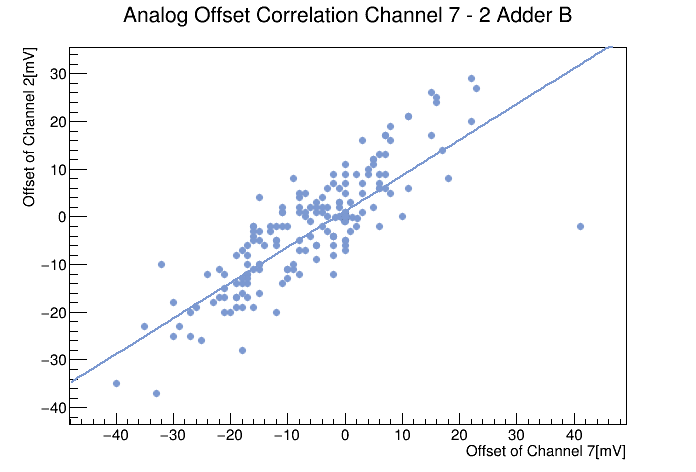 Analog Offset Correlation Channel 7 - 2 Adder B
Offset of Channel 2[mV]
30
20
10
0
−10
−20
−30
−40
−40 −30 −20 −10 0 10 20 30 40
Offset of Channel 7[mV]